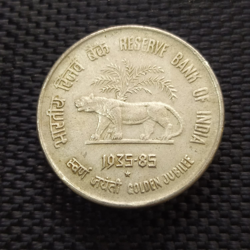 भारतीय रिज़र्व बैंक RESERVE BANK OF INDIA
1935-85
स्वर्ण जयंती GOLDEN JUBILEE